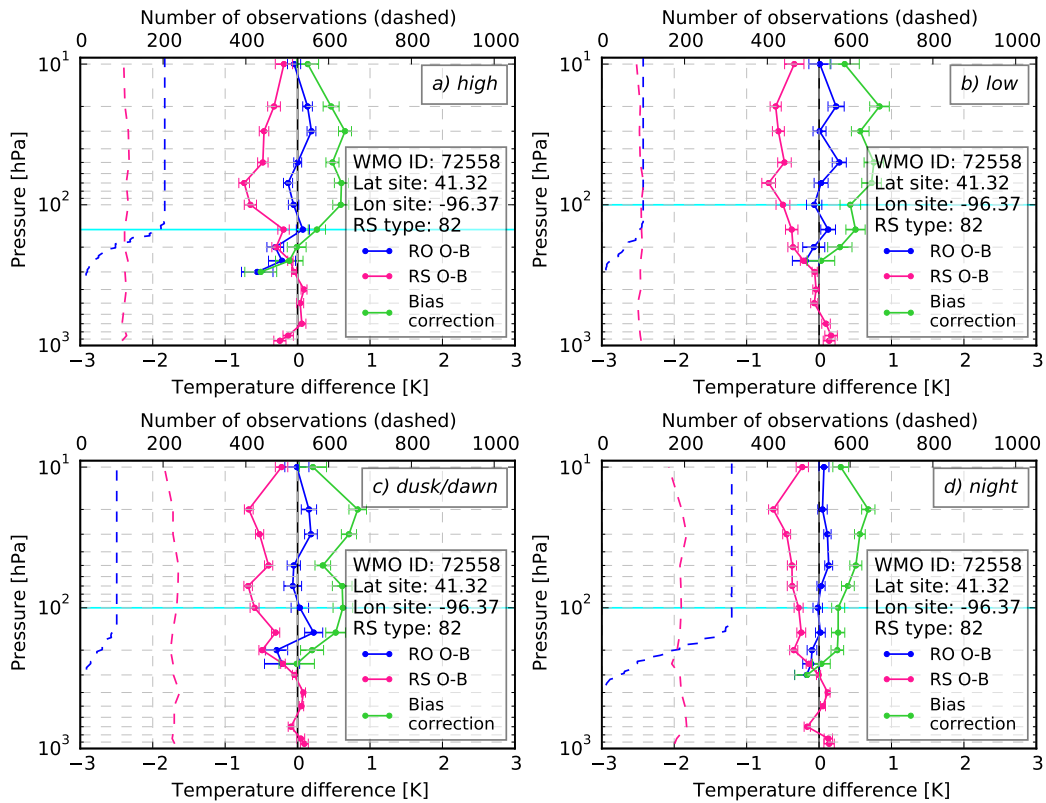 Number of observations (dashed)
0 200 400 600 800 1000
10¹
10²
10³
Pressure [hPa]
a) high
WMO ID: 72558
Lat site: 41.32
Lon site: -96.37
RS type: 82
RO O-B
RS O-B
Bias
correction
−3 −2 −1 0 1 2 3
Temperature difference [K]
Number of observations (dashed)
0 200 400 600 800 1000
10¹
10²
10³
Pressure [hPa]
b) low
WMO ID: 72558
Lat site: 41.32
Lon site: -96.37
RS type: 82
RO O-B
RS O-B
Bias
correction
−3 −2 −1 0 1 2 3
Temperature difference [K]
Number of observations (dashed)
0 200 400 600 800 1000
10¹
10²
10³
Pressure [hPa]
c) dusk/dawn
WMO ID: 72558
Lat site: 41.32
Lon site: -96.37
RS type: 82
RO O-B
RS O-B
Bias
correction
−3 −2 −1 0 1 2 3
Temperature difference [K]
Number of observations (dashed)
0 200 400 600 800 1000
10¹
10²
10³
Pressure [hPa]
d) night
WMO ID: 72558
Lat site: 41.32
Lon site: -96.37
RS type: 82
RO O-B
RS O-B
Bias
correction
−3 −2 −1 0 1 2 3
Temperature difference [K]